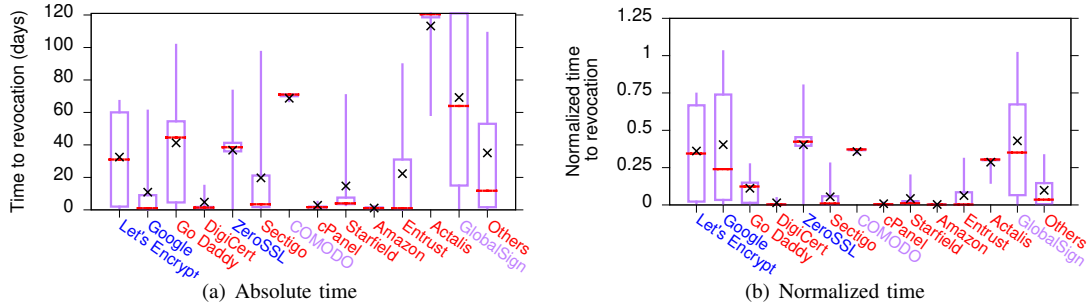 Time to revocation (days)
120
100
80
60
40
20
0
Let's Encrypt
Google
Go Daddy
DigiCert
ZeroSSL
Sectigo
COMODO
cPanel
Starfield
Amazon
Entrust
Actalis
GlobalSign
Others
(a) Absolute time
Normalized time
to revocation
1.25
1
0.75
0.5
0.25
0
Let's Encrypt
Google
Go Daddy
DigiCert
ZeroSSL
Sectigo
COMODO
cPanel
Starfield
Amazon
Entrust
Actalis
GlobalSign
Others
(b) Normalized time